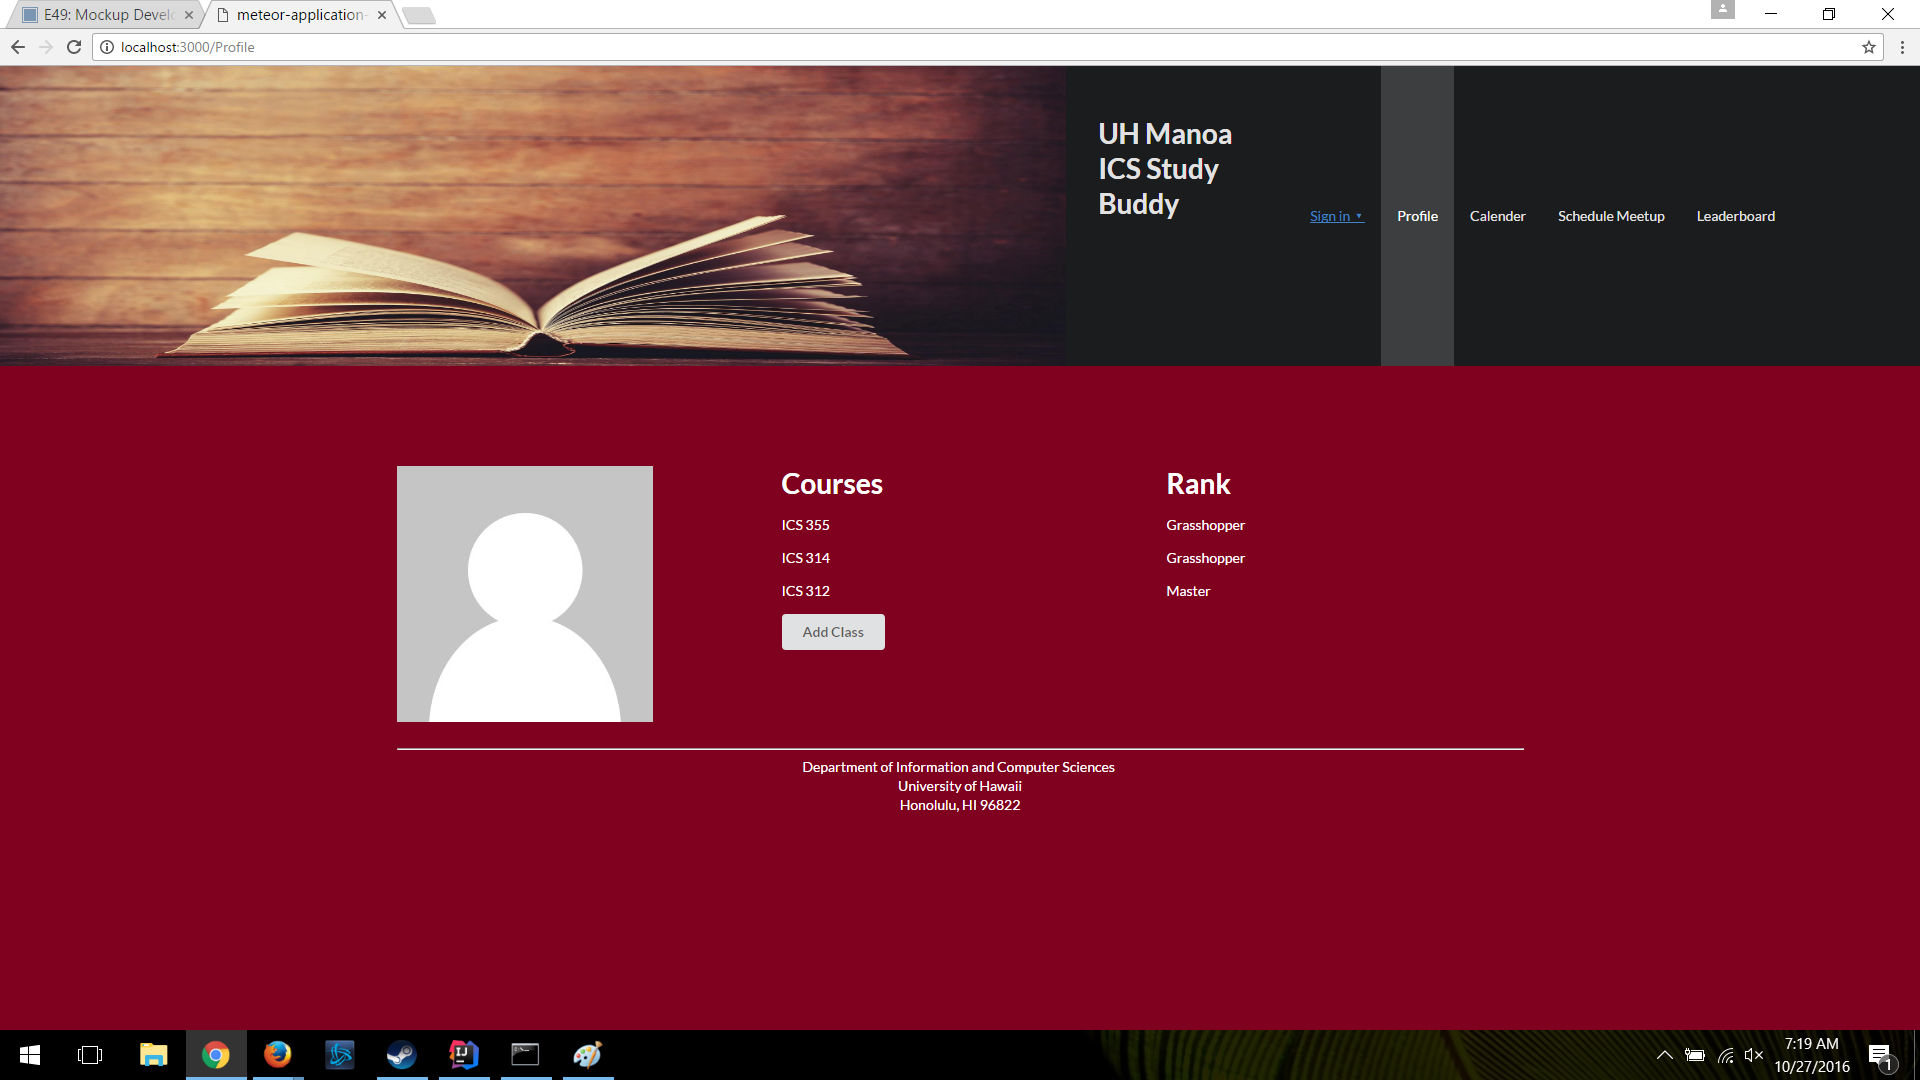 E49: Mockup Devel
meteor-application-
localhost:3000/Profile
UH Manoa
ICS Study
Buddy
Sign in ▾
Profile
Calender
Schedule Meetup
Leaderboard
Courses
Rank
ICS 355
Grasshopper
ICS 314
Grasshopper
ICS 312
Master
Add Class
Department of Information and Computer Sciences
University of Hawaii
Honolulu, HI 96822
7:19 AM
10/27/2016
1